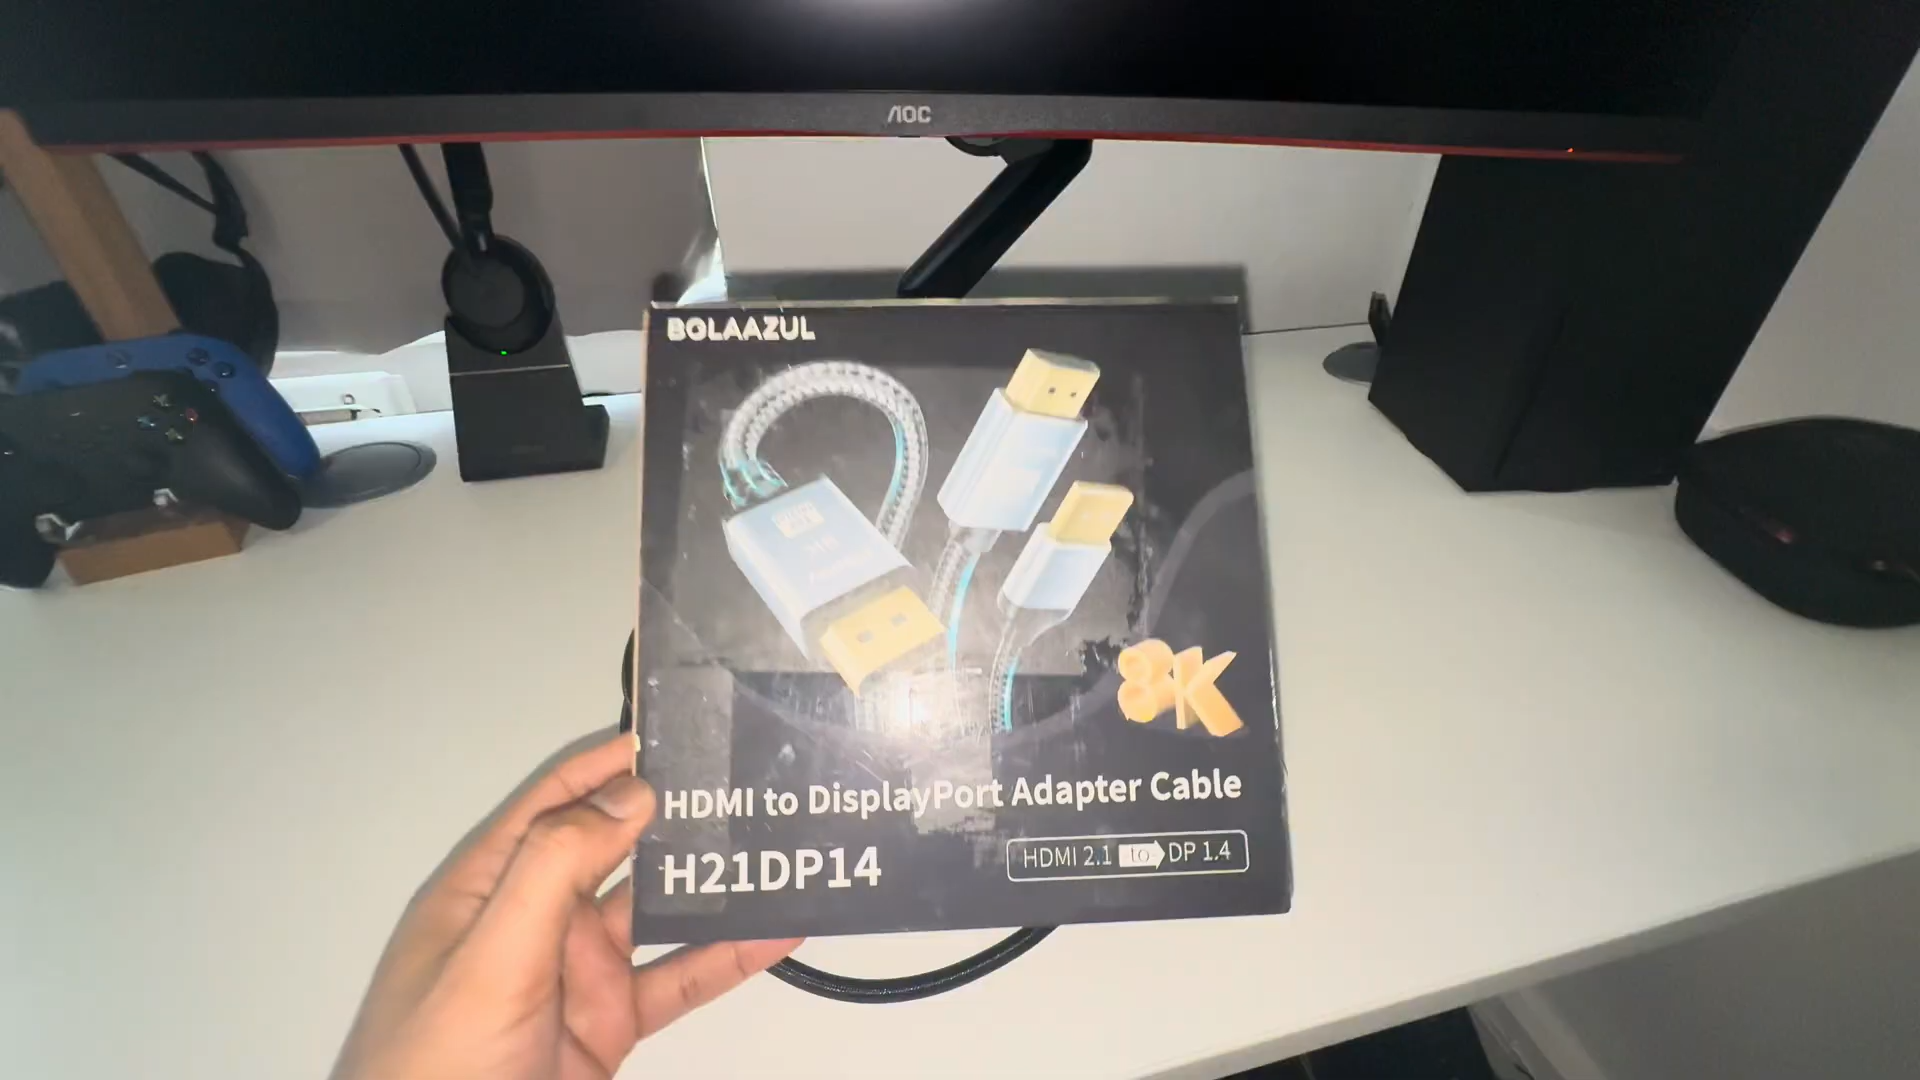 AOC
BOLAAZUL
8K
HDMI to DisplayPort Adapter Cable
H21DP14
HDMI 2.1 to DP 1.4